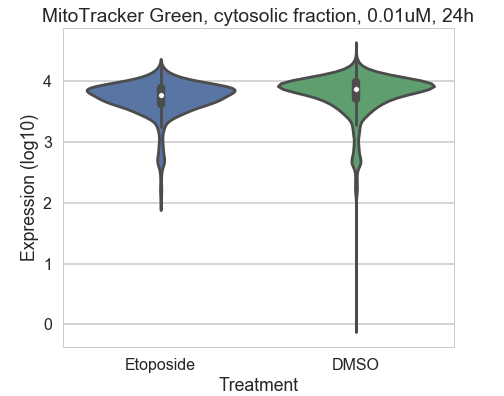 MitoTracker Green, cytosolic fraction, 0.01uM, 24h
Expression (log10)
4
3
2
1
0
Etoposide DMSO
Treatment